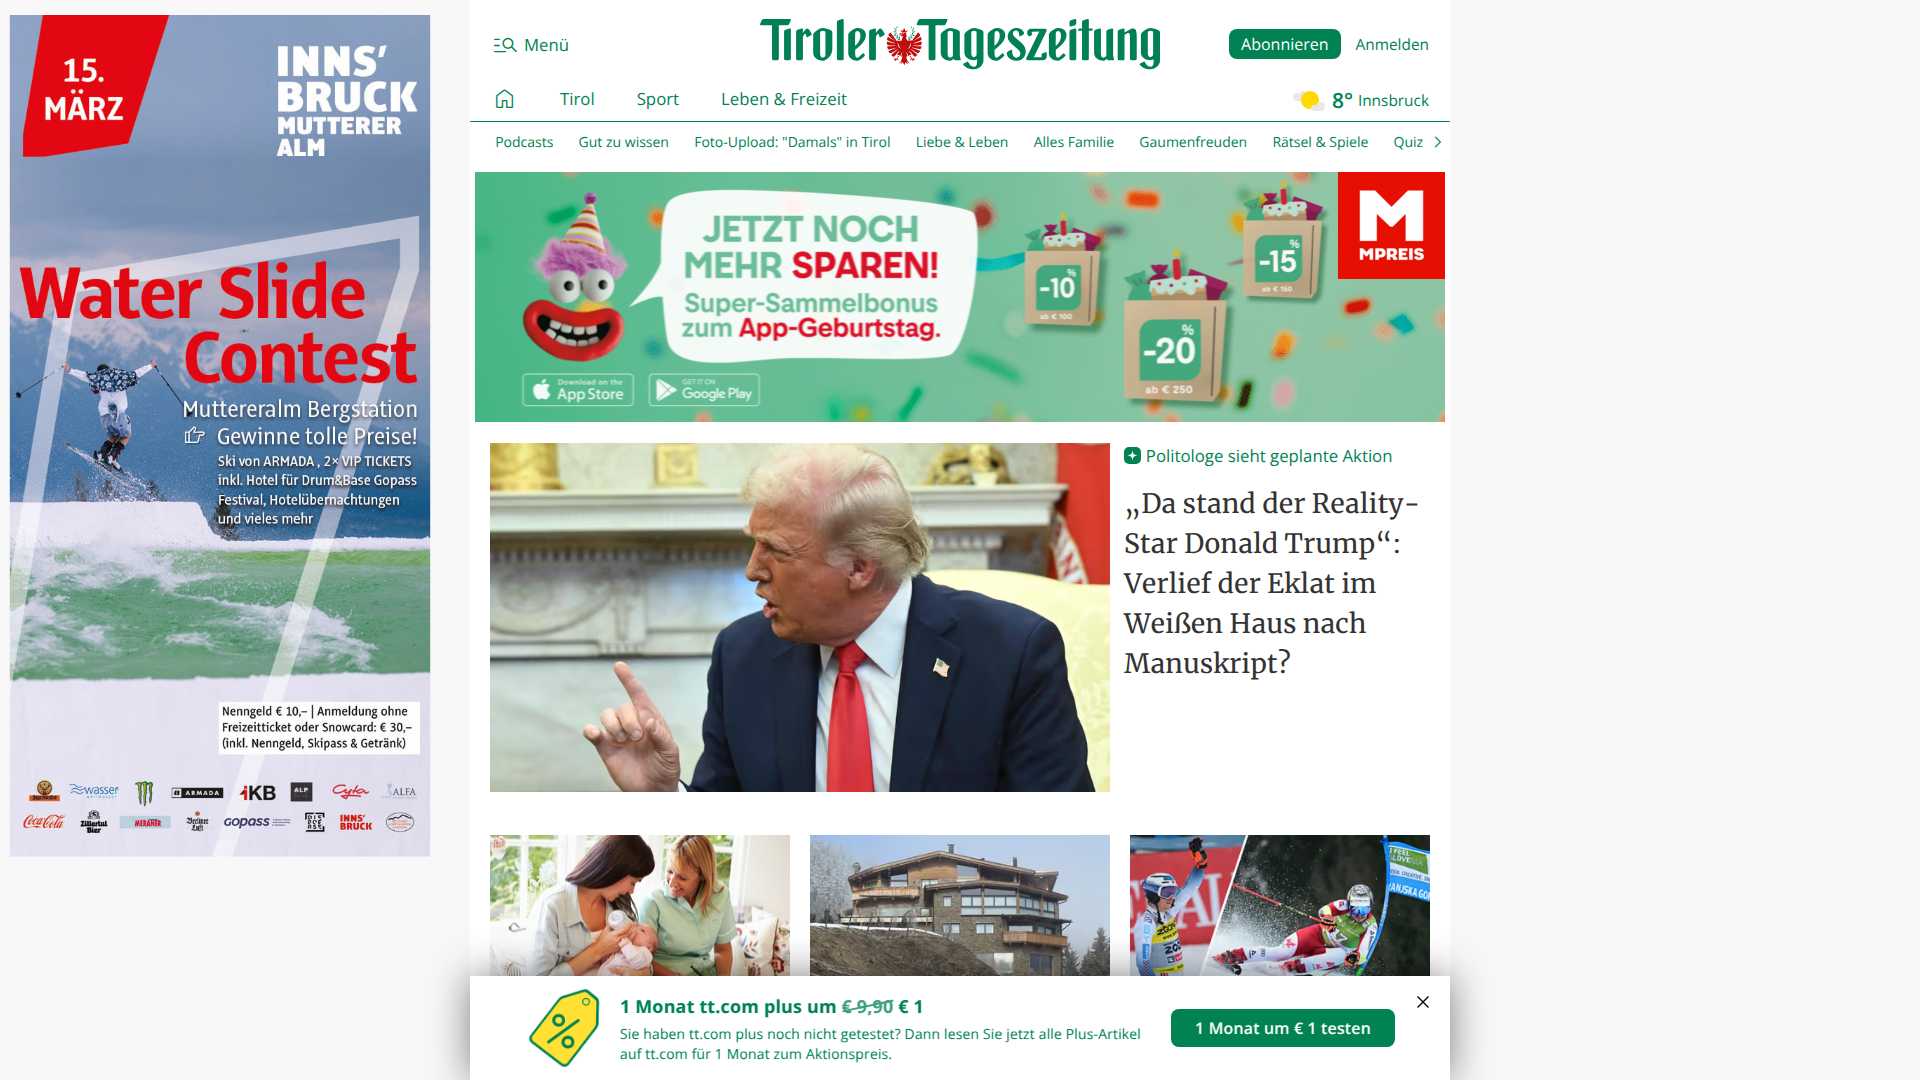 15.
MÄRZ
INNS'
BRUCK
MUTTERER
ALM
Water Slide
Contest
Muttereralm Bergstation
Gewinne tolle Preise!
Ski von ARMADA , 2× VIP TICKETS
inkl. Hotel für Drum&Base Gopass
Festival, Hotelübernachtungen
und vieles mehr
Nenngeld € 10,– | Anmeldung ohne
Freizeitticket oder Snowcard: € 30,–
(inkl. Nenngeld, Skipass & Getränk)
wasser
ARMADA
iKB
ALP
Cyta
ALFA
Coca-Cola
Zillertal
Bier
MERANER
Berliner
Luft
GOPASS
INNS'
BRUCK
Menü
Tiroler Tageszeitung
Abonnieren
Anmelden
Tirol
Sport
Leben & Freizeit
8° Innsbruck
Podcasts
Gut zu wissen
Foto-Upload: "Damals" in Tirol
Liebe & Leben
Alles Familie
Gaumenfreuden
Rätsel & Spiele
Quiz
JETZT NOCH
MEHR SPAREN!
Super-Sammelbonus
zum App-Geburtstag.
Download on the
App Store
GET IT ON
Google Play
-10 %
ab € 100
-20 %
ab € 250
-15 %
ab € 150
M
MPREIS
Politologe sieht geplante Aktion
„Da stand der Reality-
Star Donald Trump“:
Verlief der Eklat im
Weißen Haus nach
Manuskript?
I FEEL
SLOVENIA
1 Monat tt.com plus um € 9,90 € 1
Sie haben tt.com plus noch nicht getestet? Dann lesen Sie jetzt alle Plus-Artikel
auf tt.com für 1 Monat zum Aktionspreis.
1 Monat um € 1 testen